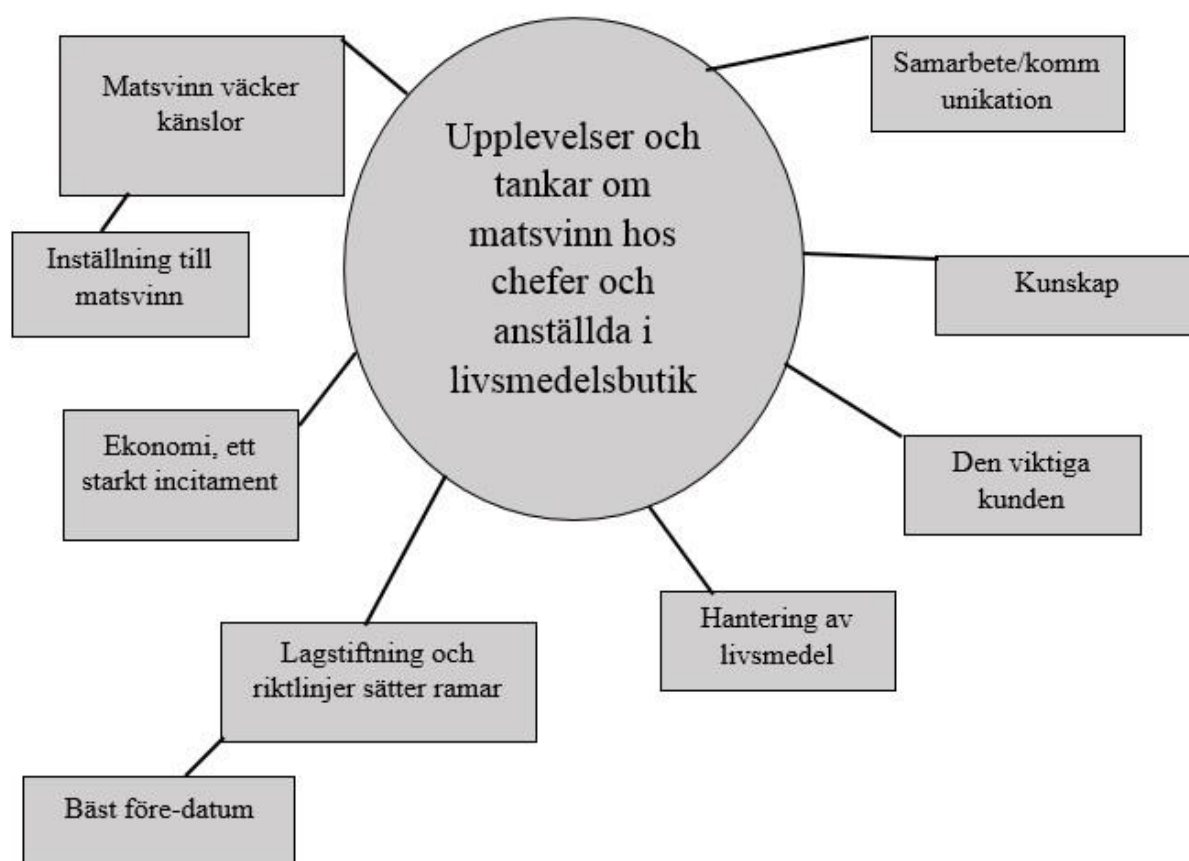 Matsvinn väcker
känslor
Inställning till
matsvinn
Ekonomi, ett
starkt incitament
Lagstiftning och
riktlinjer sätter ramar
Bäst före-datum
Upplevelser och
tankar om
matsvinn hos
chefer och
anställda i
livsmedelsbutik
Samarbete/komm
unikation
Kunskap
Den viktiga
kunden
Hantering av
livsmedel